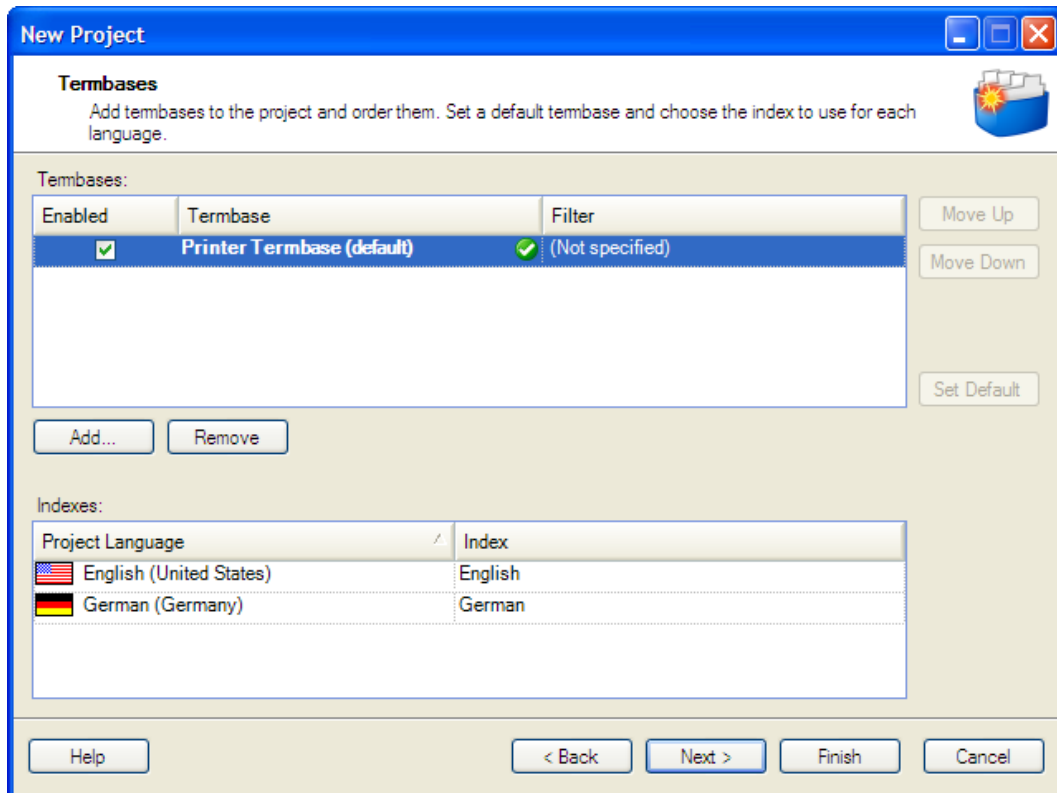 New Project
Termbases
Add termbases to the project and order them. Set a default termbase and choose the index to use for each
language.
Termbases:
Enabled Termbase Filter
Printer Termbase (default) (Not specified)
Move Up
Move Down
Set Default
Add... Remove
Indexes:
Project Language Index
English (United States) English
German (Germany) German
Help < Back Next > Finish Cancel